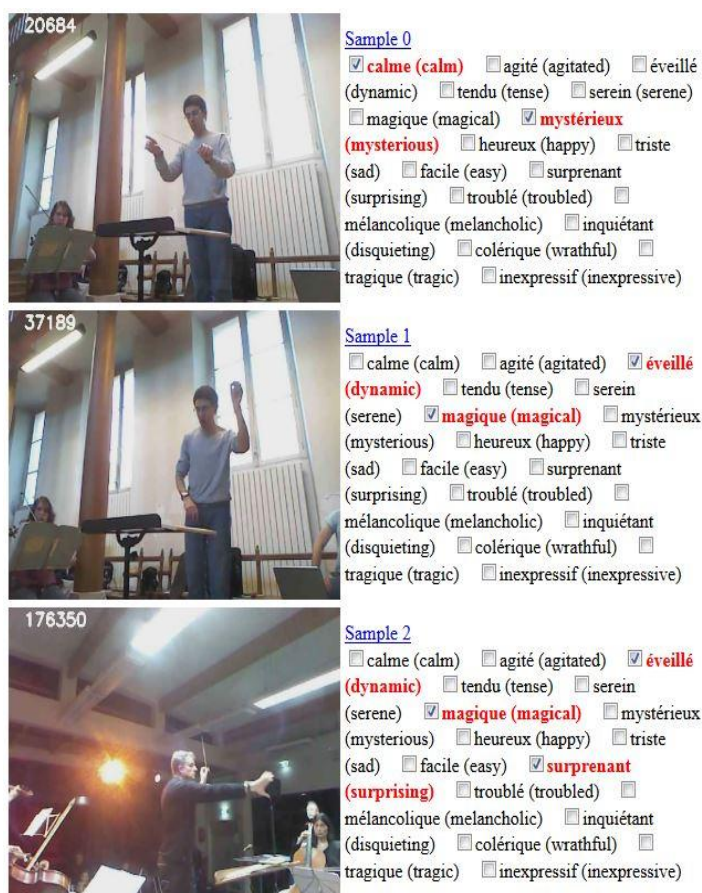 20684
Sample 0
calme (calm) agité (agitated) éveillé
(dynamic) tendu (tense) serein (serene)
magique (magical) mystérieux
(mysterious) heureux (happy) triste
(sad) facile (easy) surprenant
(surprising) troublé (troubled)
mélancolique (melancholic) inquiétant
(disquieting) colérique (wrathful)
tragique (tragic) inexpressif (inexpressive)
37189
Sample 1
calme (calm) agité (agitated) éveillé
(dynamic) tendu (tense) serein
(serene) magique (magical) mystérieux
(mysterious) heureux (happy) triste
(sad) facile (easy) surprenant
(surprising) troublé (troubled)
mélancolique (melancholic) inquiétant
(disquieting) colérique (wrathful)
tragique (tragic) inexpressif (inexpressive)
176350
Sample 2
calme (calm) agité (agitated) éveillé
(dynamic) tendu (tense) serein
(serene) magique (magical) mystérieux
(mysterious) heureux (happy) triste
(sad) facile (easy) surprenant
(surprising) troublé (troubled)
mélancolique (melancholic) inquiétant
(disquieting) colérique (wrathful)
tragique (tragic) inexpressif (inexpressive)